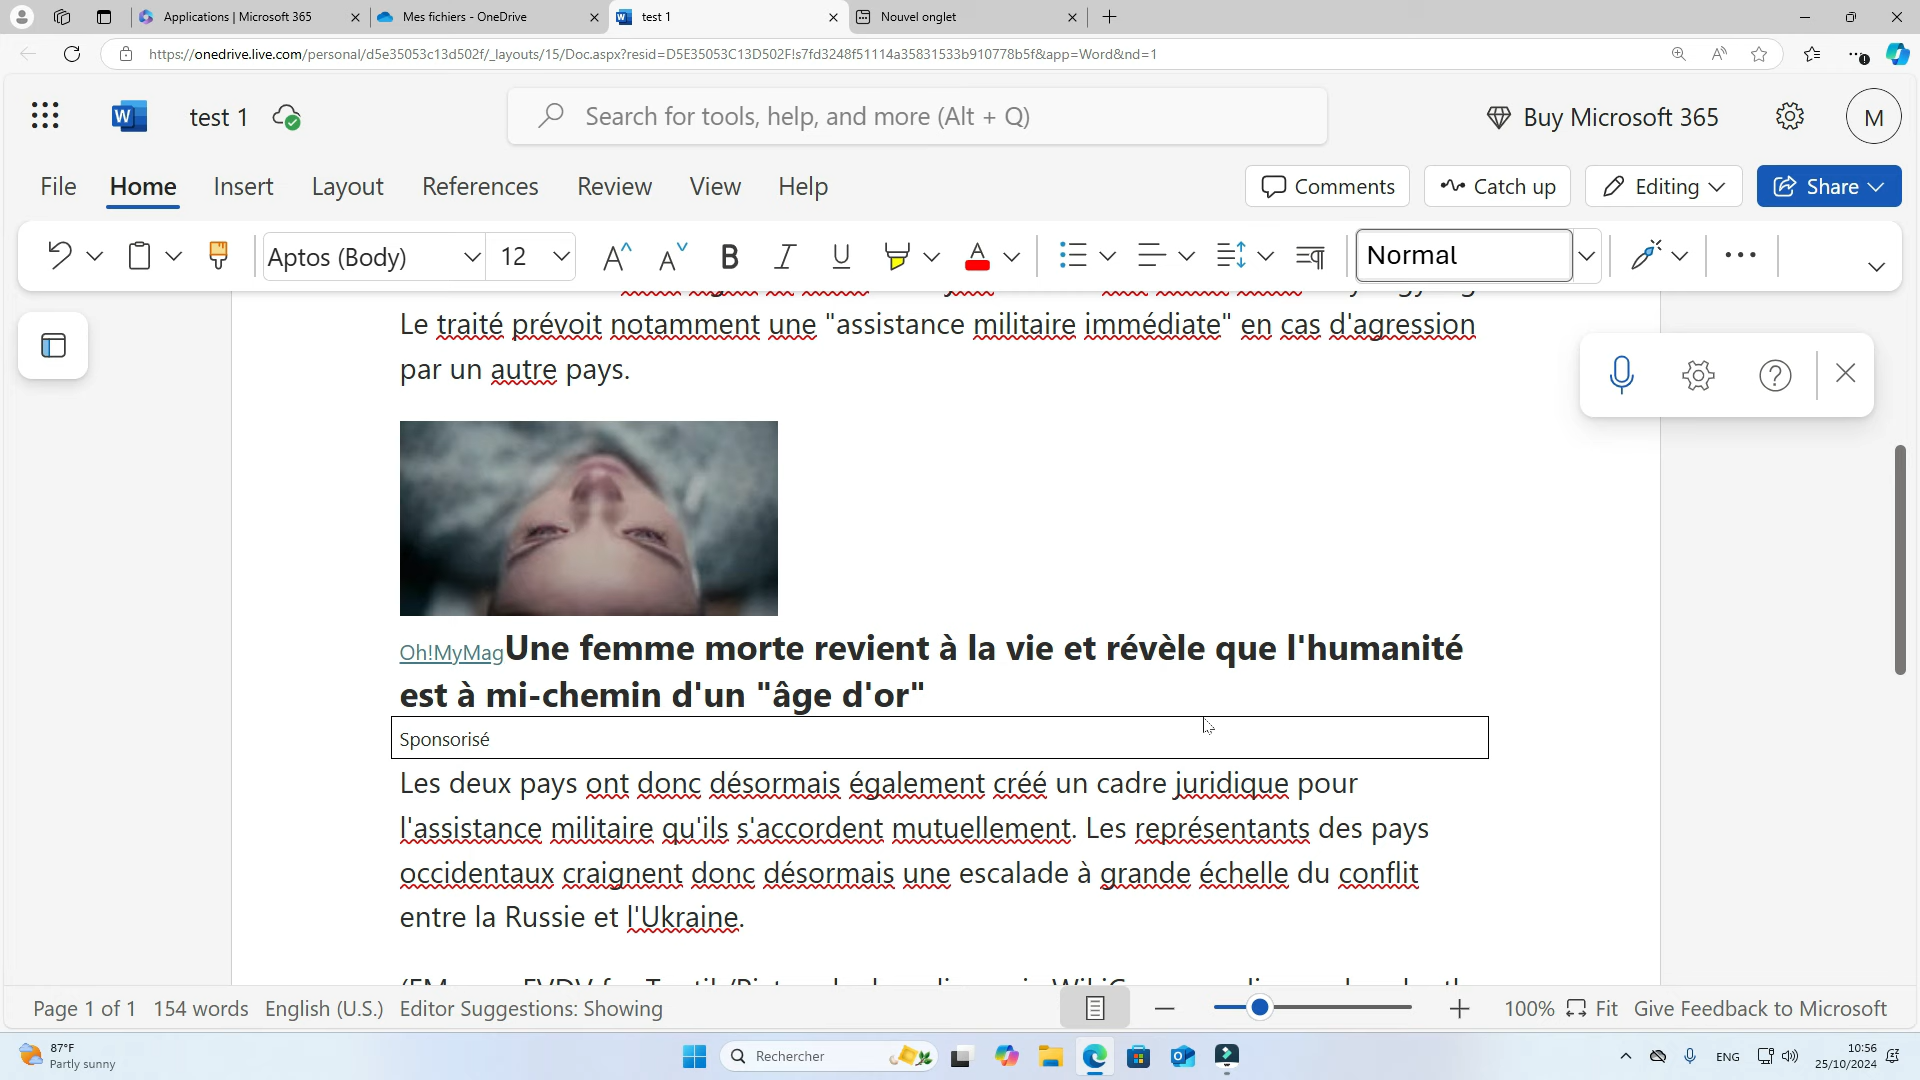 Applications | Microsoft 365
Mes fichiers - OneDrive
test 1
Nouvel onglet
https://onedrive.live.com/personal/d5e35053c13d502f/_layouts/15/Doc.aspx?resid=D5E35053C13D502F!s7fd3248f51114a35831533b910778b5f&app=Word&nd=1
W test 1
Search for tools, help, and more (Alt + Q)
Buy Microsoft 365
M
File Home Insert Layout References Review View Help
Comments Catch up Editing Share
Aptos (Body) 12 Normal
Le traité prévoit notamment une "assistance militaire immédiate" en cas d'agression
par un autre pays.
Oh!MyMagUne femme morte revient à la vie et révèle que l'humanité
est à mi-chemin d'un "âge d'or"
Sponsorisé
Les deux pays ont donc désormais également créé un cadre juridique pour
l'assistance militaire qu'ils s'accordent mutuellement. Les représentants des pays
occidentaux craignent donc désormais une escalade à grande échelle du conflit
entre la Russie et l'Ukraine.
Page 1 of 1 154 words English (U.S.) Editor Suggestions: Showing
100% Fit Give Feedback to Microsoft
87°F
Partly sunny
Rechercher
ENG
10:56
25/10/2024